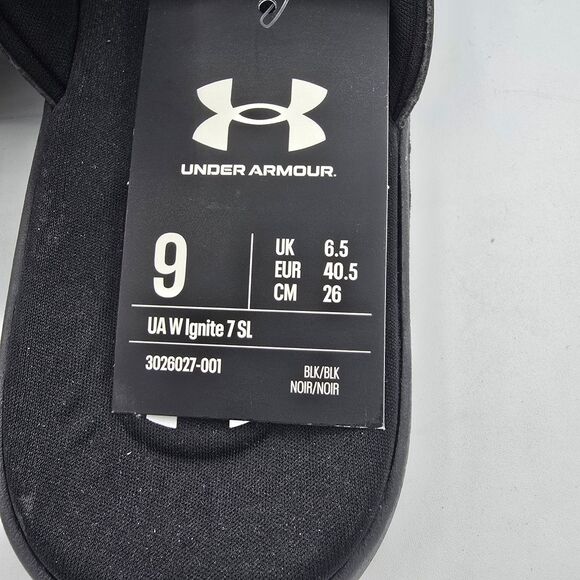 UNDER ARMOUR.
9
UK 6.5
EUR 40.5
CM 26
UA W Ignite 7 SL
3026027-001
BLK/BLK
NOIR/NOIR